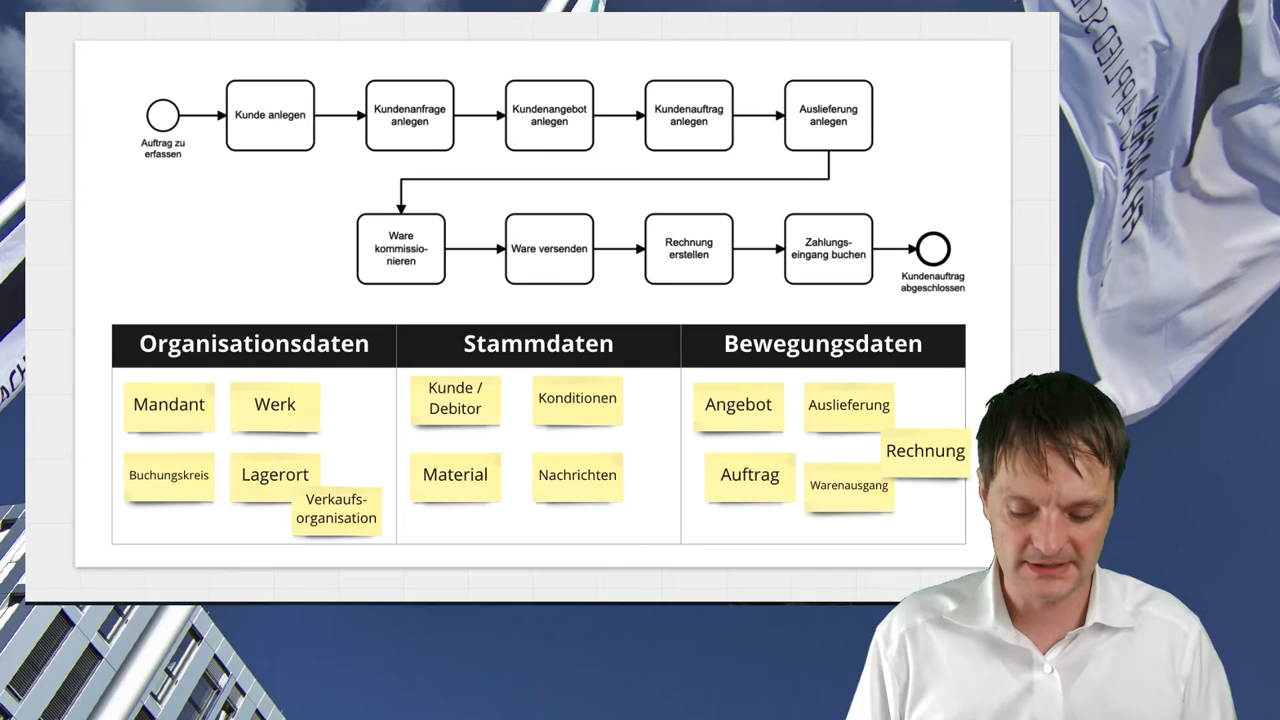 Auftrag zu
erfassen
Kunde anlegen
Kundenanfrage
anlegen
Kundenangebot
anlegen
Kundenauftrag
anlegen
Auslieferung
anlegen
Ware
kommissio-
nieren
Ware versenden
Rechnung
erstellen
Zahlungs-
eingang buchen
Kundenauftrag
abgeschlossen
Organisationsdaten
Stammdaten
Bewegungsdaten
Mandant
Werk
Buchungskreis
Lagerort
Verkaufs-
organisation
Kunde /
Debitor
Konditionen
Material
Nachrichten
Angebot
Auslieferung
Rechnung
Auftrag
Warenausgang